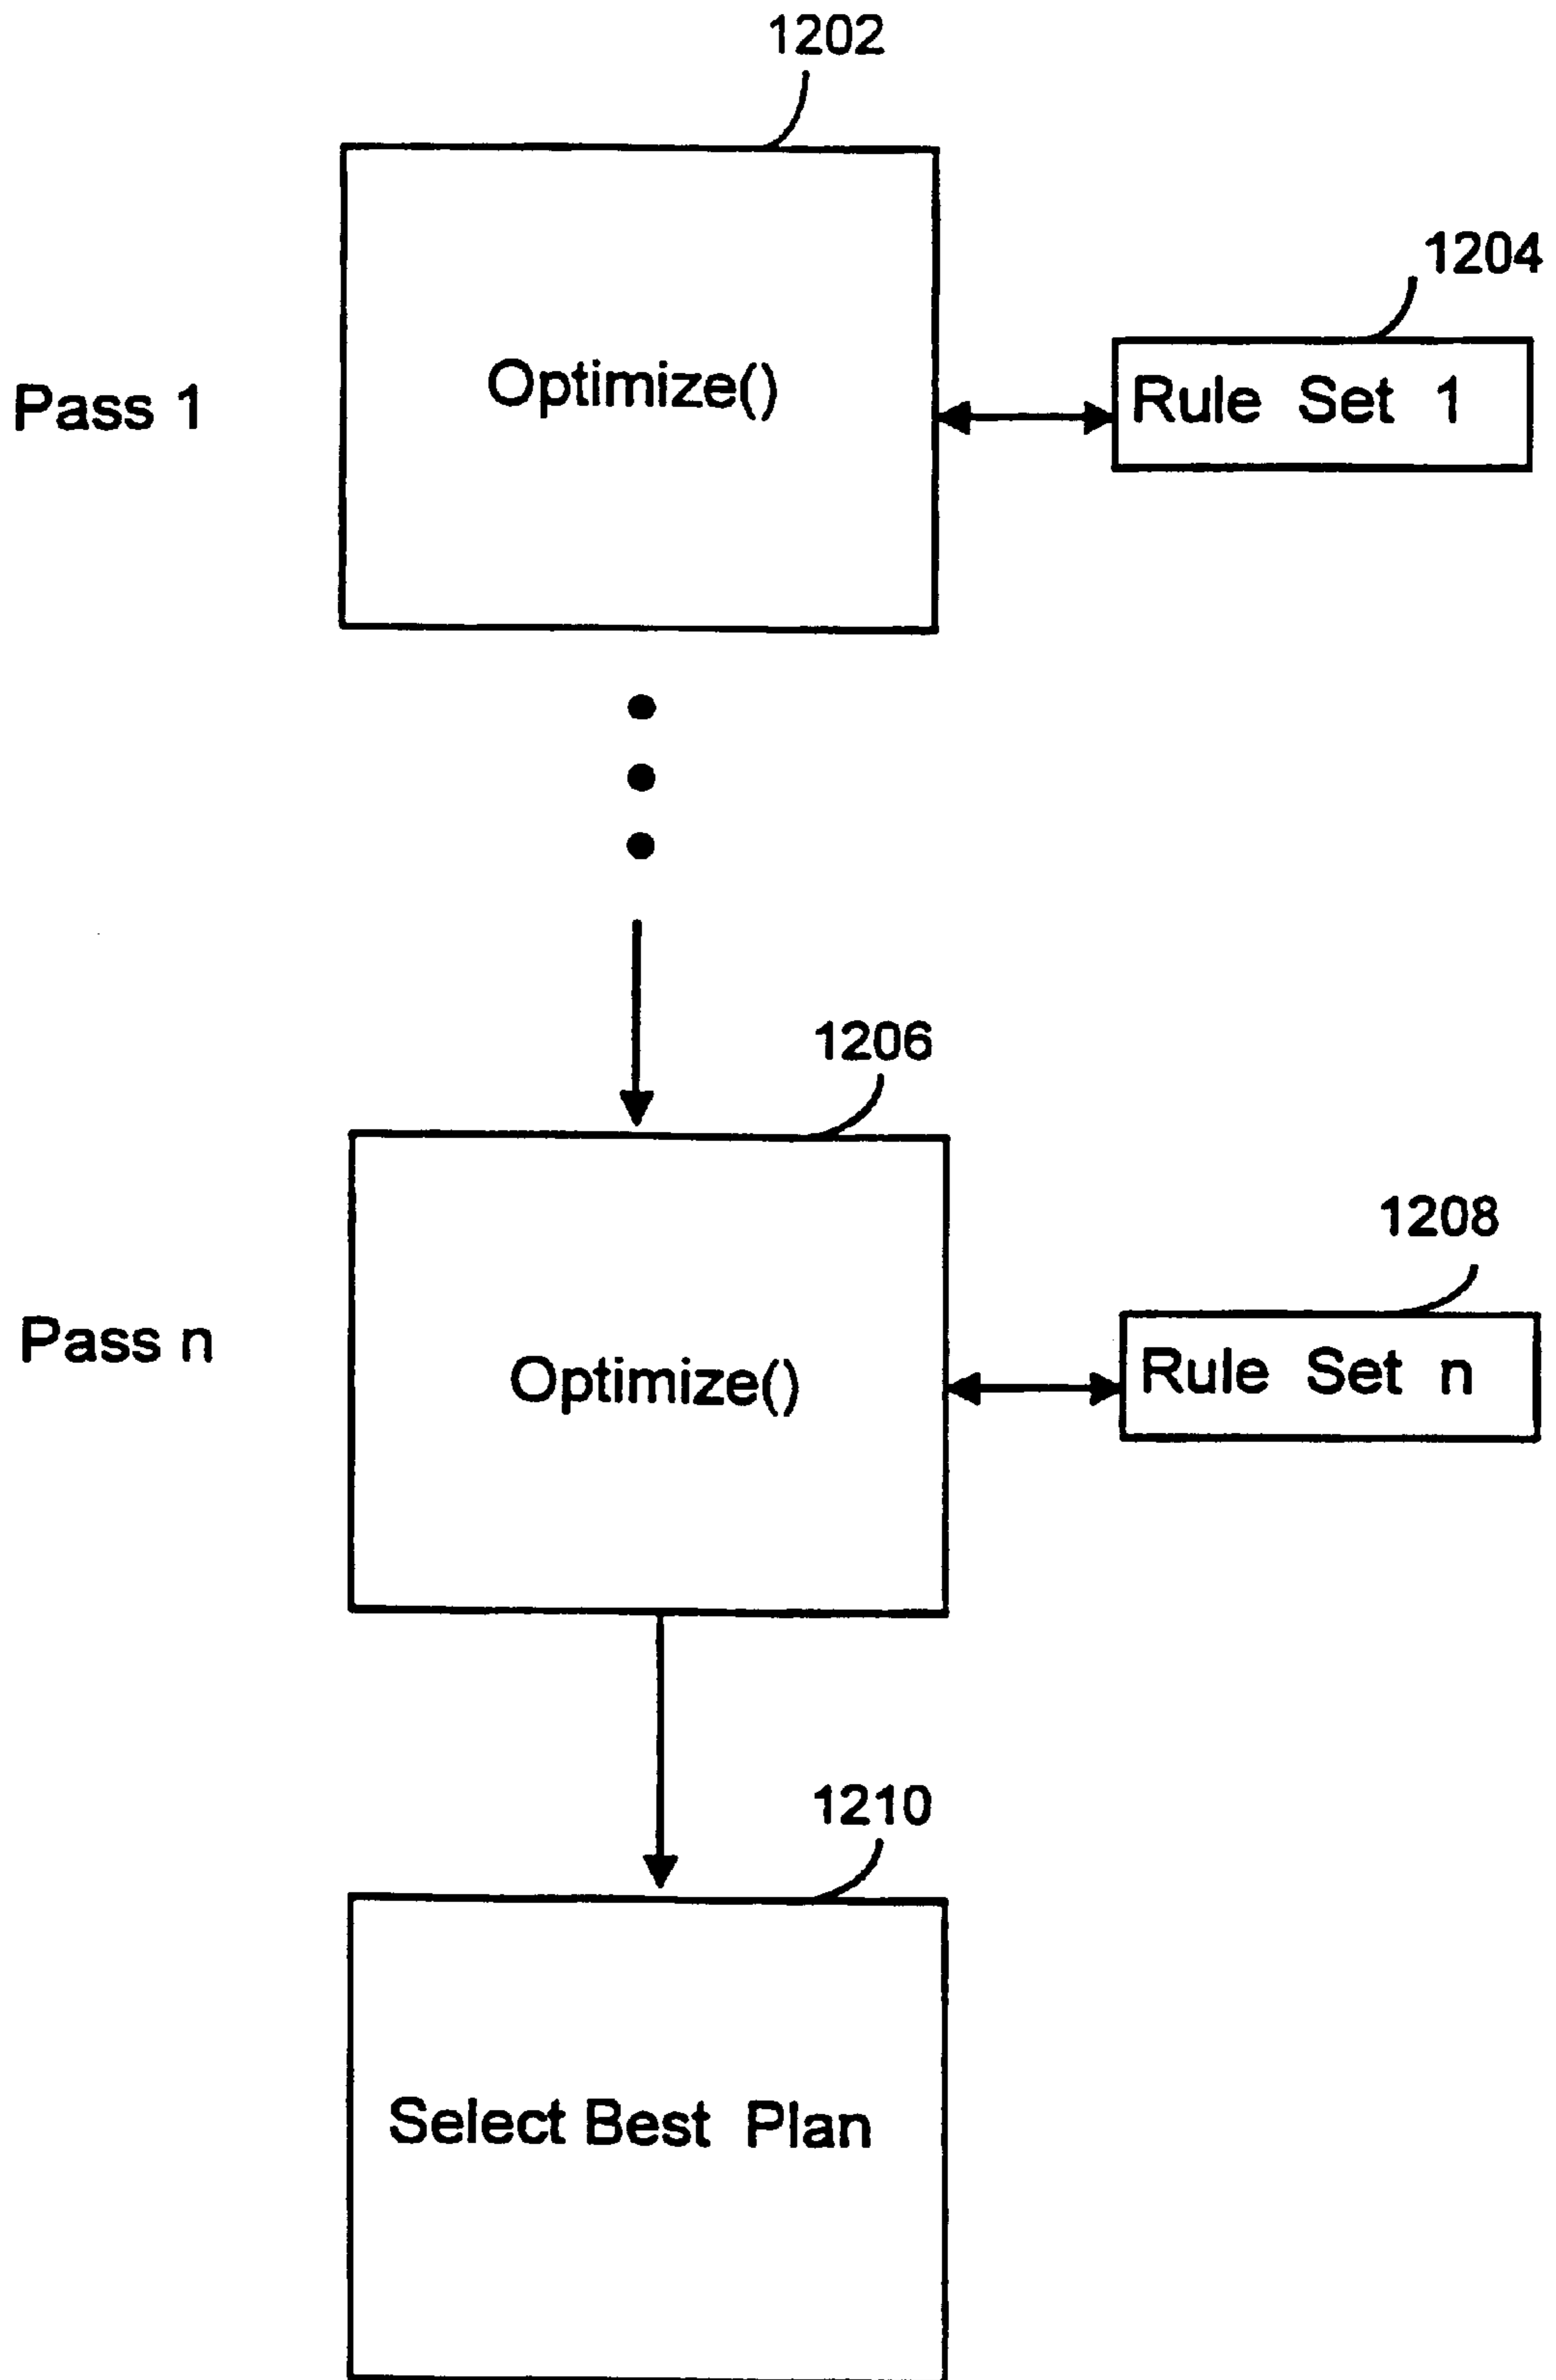 1202
1204
Pass 1
Optimize()
Rule Set 1
1206
1208
Pass n
Optimize()
Rule Set n
1210
Select Best Plan